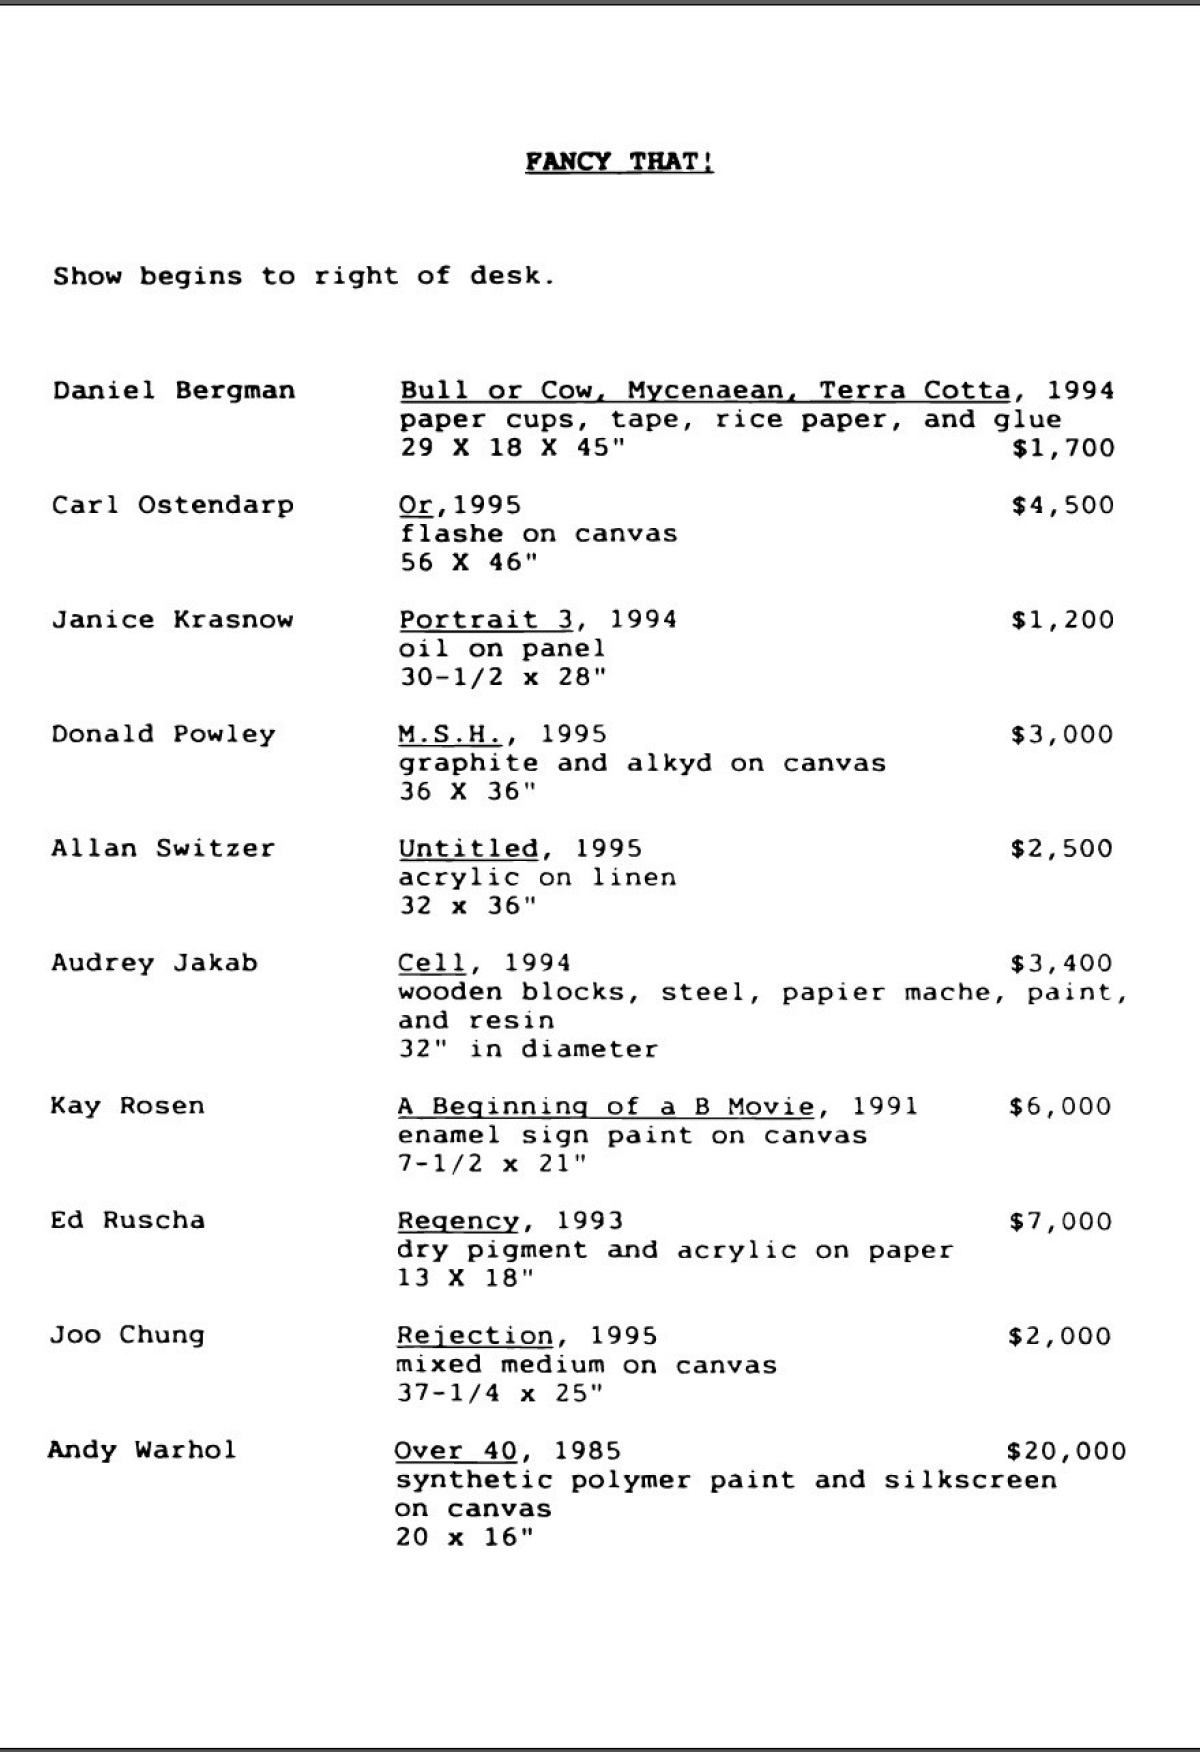 FANCY THAT!
Show begins to right of desk.
Daniel Bergman Bull or Cow, Mycenaean, Terra Cotta, 1994
paper cups, tape, rice paper, and glue
29 X 18 X 45" $1,700
Carl Ostendarp Or,1995 $4,500
flashe on canvas
56 X 46"
Janice Krasnow Portrait 3, 1994 $1,200
oil on panel
30-1/2 x 28"
Donald Powley M.S.H., 1995 $3,000
graphite and alkyd on canvas
36 X 36"
Allan Switzer Untitled, 1995 $2,500
acrylic on linen
32 x 36"
Audrey Jakab Cell, 1994 $3,400
wooden blocks, steel, papier mache, paint,
and resin
32" in diameter
Kay Rosen A Beginning of a B Movie, 1991 $6,000
enamel sign paint on canvas
7-1/2 x 21"
Ed Ruscha Regency, 1993 $7,000
dry pigment and acrylic on paper
13 X 18"
Joo Chung Rejection, 1995 $2,000
mixed medium on canvas
37-1/4 x 25"
Andy Warhol Over 40, 1985 $20,000
synthetic polymer paint and silkscreen
on canvas
20 x 16"